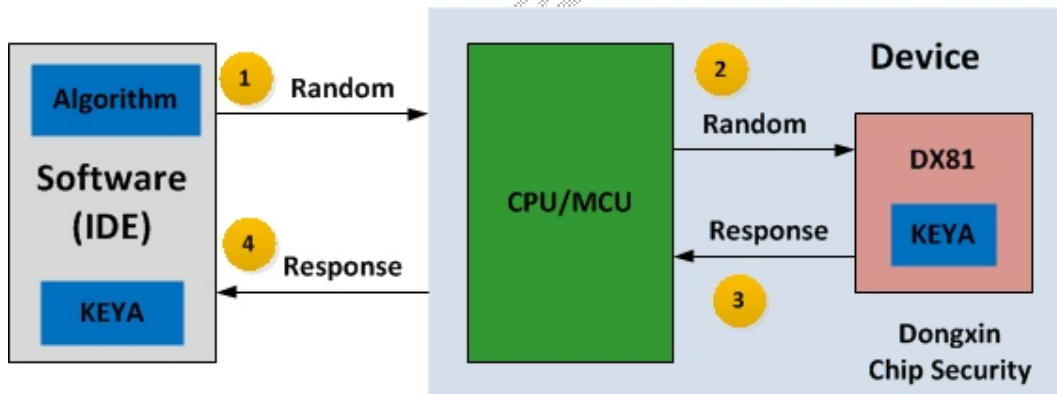 Algorithm
Software
(IDE)
KEYA
1
Random
4
Response
CPU/MCU
2
Random
Response
3
Device
DX81
KEYA
Dongxin
Chip Security